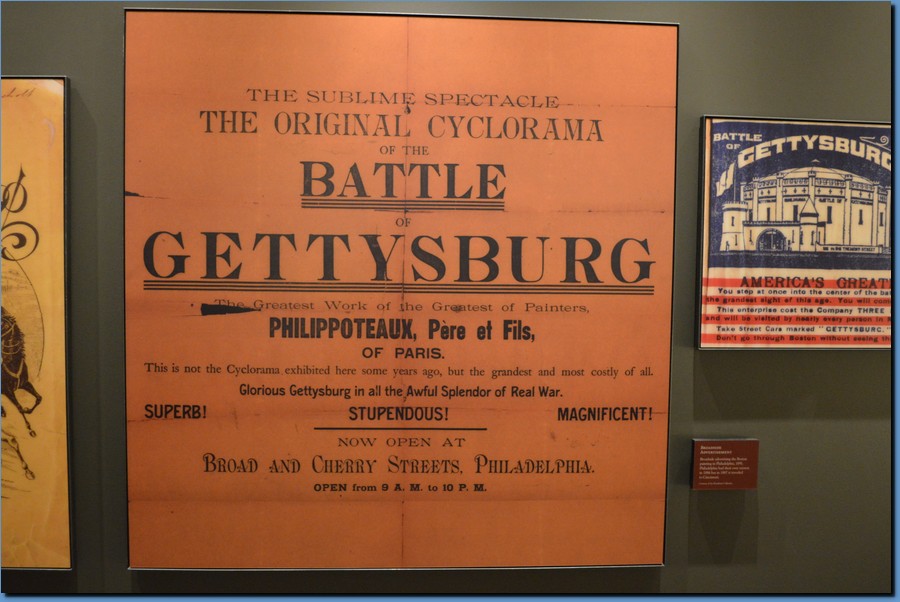 THE SUBLIME SPECTACLE
THE ORIGINAL CYCLORAMA
OF THE
BATTLE
OF
GETTYSBURG
The Greatest Work of the Greatest of Painters,
PHILIPPOTEAUX, Père et Fils,
OF PARIS.
This is not the Cyclorama exhibited here some years ago, but the grandest and most costly of all.
Glorious Gettysburg in all the Awful Splendor of Real War.
SUPERB! STUPENDOUS! MAGNIFICENT!
NOW OPEN AT
BROAD AND CHERRY STREETS, PHILADELPHIA.
OPEN from 9 A. M. to 10 P. M.
BATTLE
OF
GETTYSBURG
AMERICA'S GREAT
You step at once into the center of the
the grandest sight of this age. You will
This enterprise cost the Company THREE
and will be visited by nearly every person in
Take Street Cars marked "GETTYSBURG."
Don't go through Boston without seeing
BROADSIDE
ADVERTISEMENT